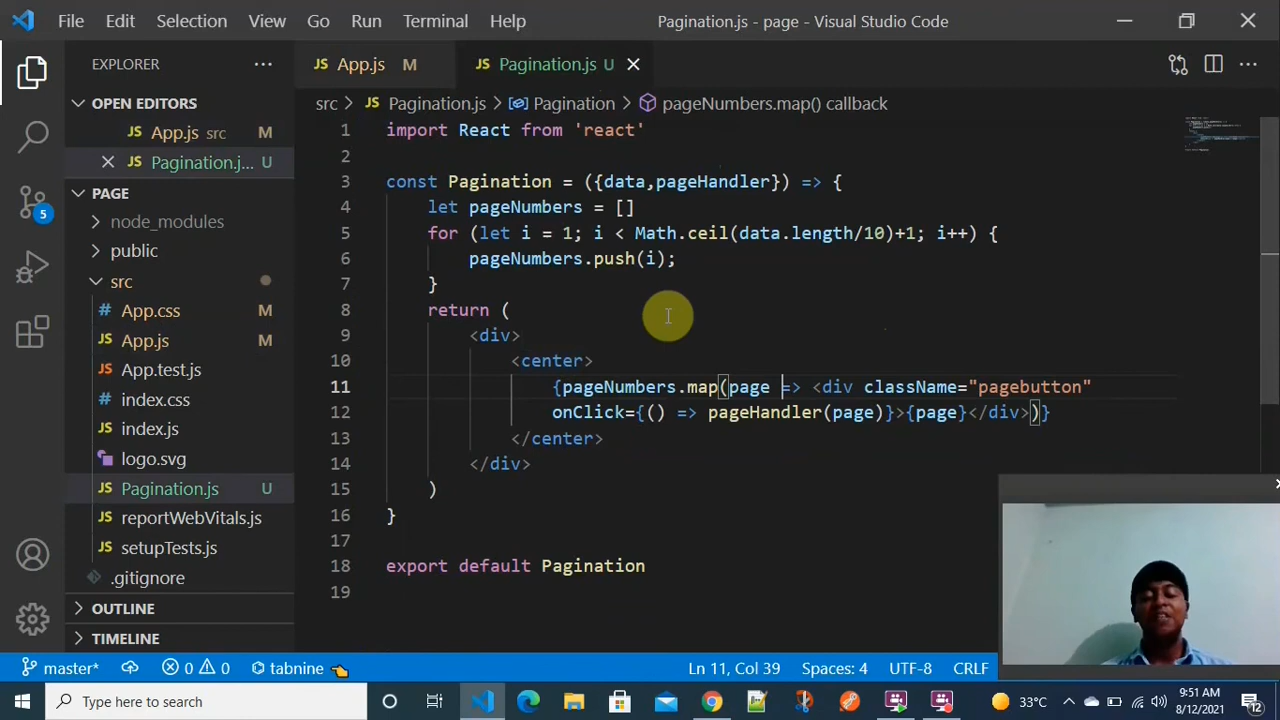 File Edit Selection View Go Run Terminal Help Pagination.js - page - Visual Studio Code
EXPLORER
OPEN EDITORS
App.js src M
Pagination.j... U
PAGE
node_modules
public
src
App.css M
App.js M
App.test.js
index.css
index.js
logo.svg
Pagination.js U
reportWebVitals.js
setupTests.js
.gitignore
OUTLINE
TIMELINE
5
App.js M Pagination.js U
src > Pagination.js > Pagination > pageNumbers.map() callback
1 import React from 'react'
2
3 const Pagination = ({data,pageHandler}) => {
4 let pageNumbers = []
5 for (let i = 1; i < Math.ceil(data.length/10)+1; i++) {
6 pageNumbers.push(i);
7 }
8 return (
9 <div>
10 <center>
11 {pageNumbers.map(page => <div className="pagebutton"
12 onClick={() => pageHandler(page)}>{page}</div>)}
13 </center>
14 </div>
15 )
16 }
17
18 export default Pagination
19
master* 0 0 tabnine Ln 11, Col 39 Spaces: 4 UTF-8 CRLF
Type here to search 33°C 9:51 AM
8/12/2021 12